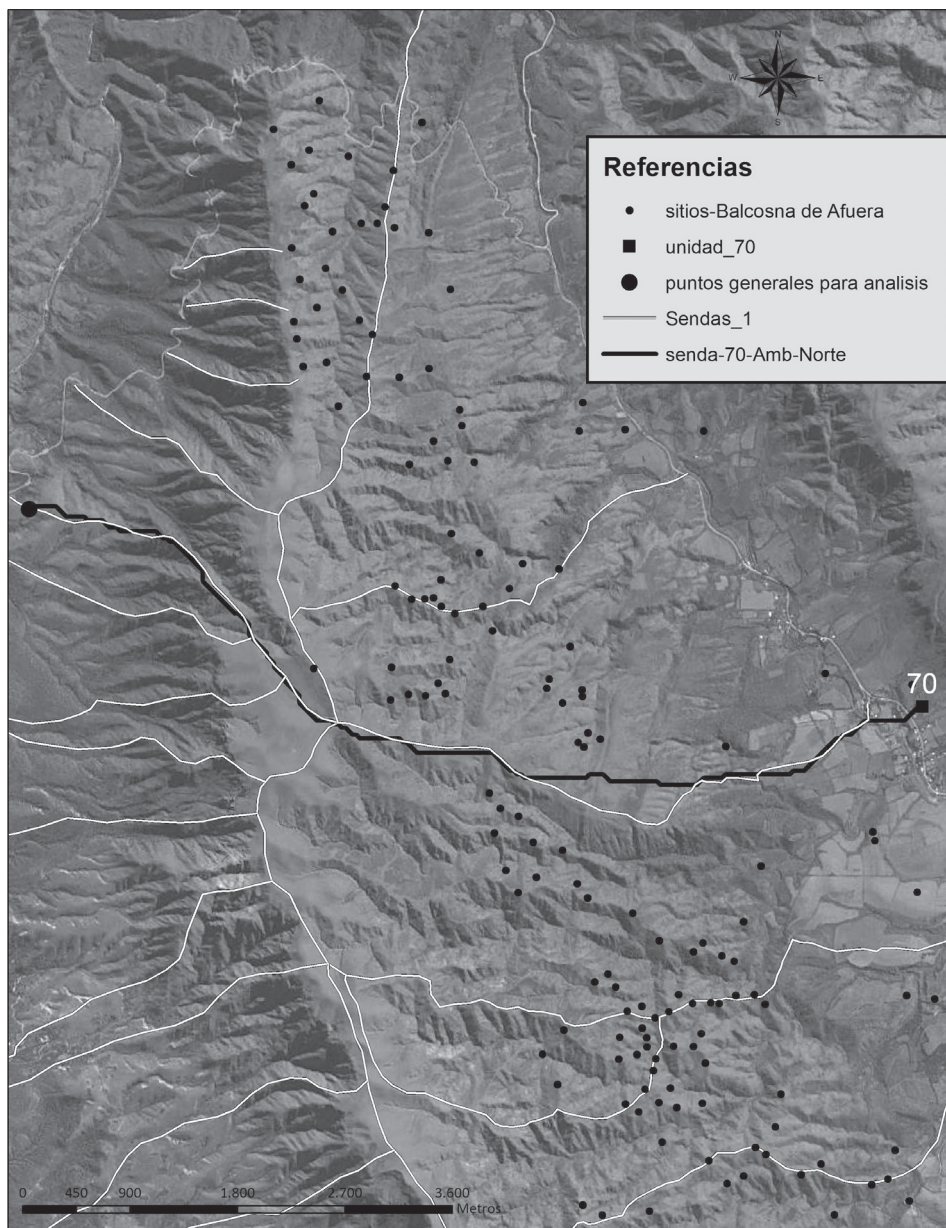 N
W E
S
Referencias
sitios-Balcosna de Afuera
unidad_70
puntos generales para analisis
Sendas_1
senda-70-Amb-Norte
70
0 450 900 1.800 2.700 3.600
Metros